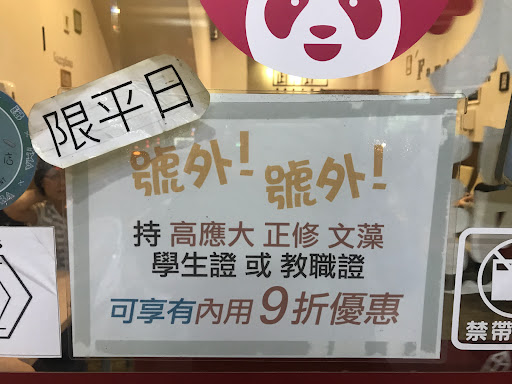 限平日
號外! 號外!
持 高應大 正修 文藻
學生證 或 教職證
可享有內用9折優惠
禁帶